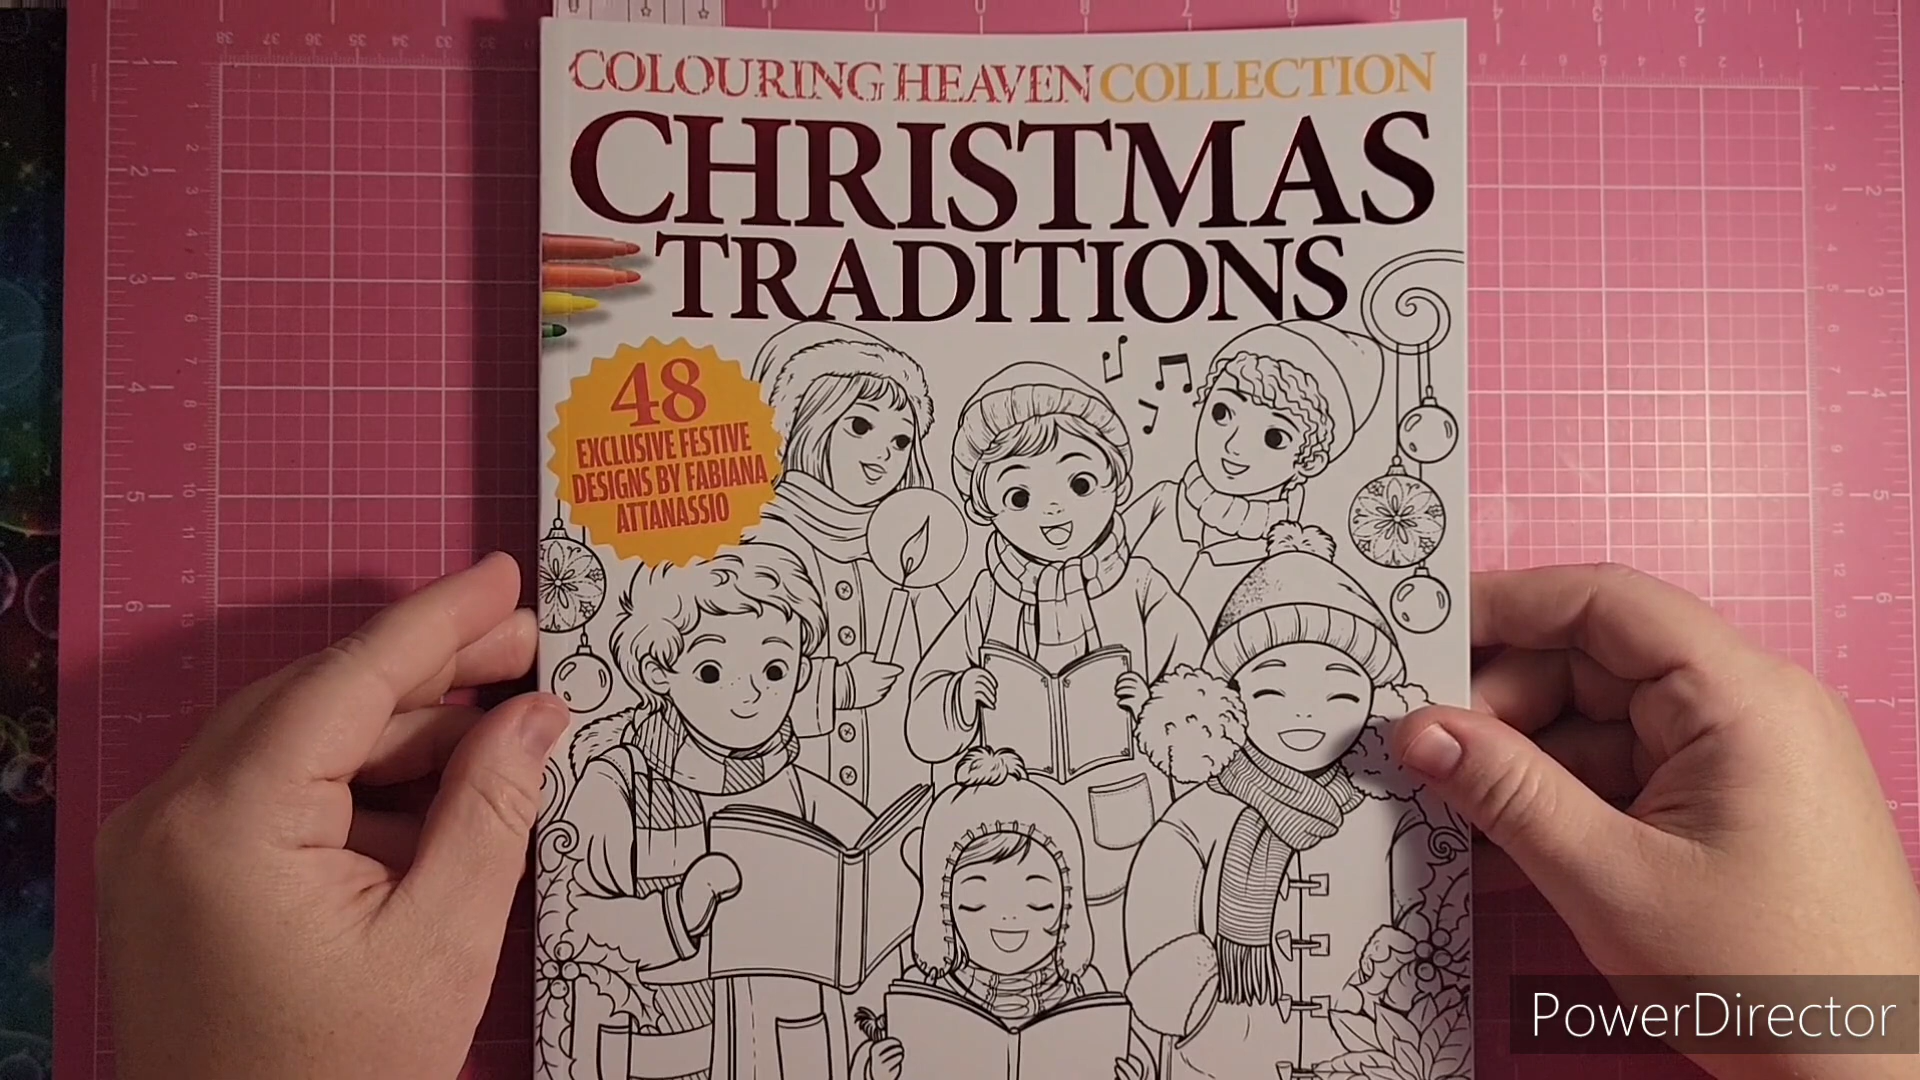 COLOURING HEAVEN COLLECTION
CHRISTMAS
TRADITIONS
48
EXCLUSIVE FESTIVE
DESIGNS BY FABIANA
ATTANASSIO
PowerDirector